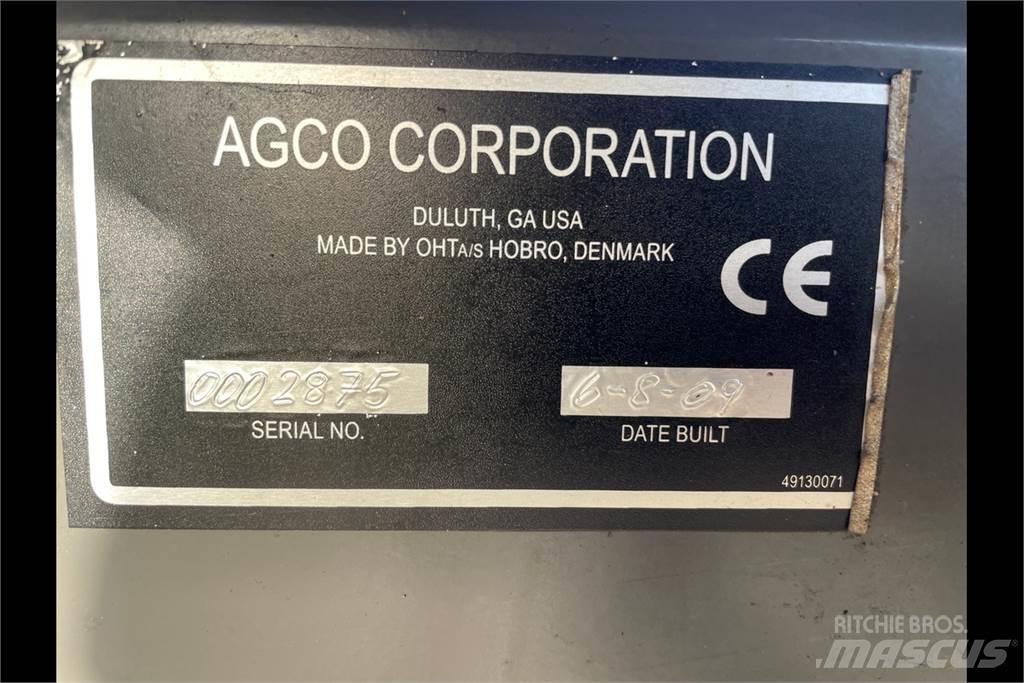 AGCO CORPORATION
DULUTH, GA USA
MADE BY OHTA/S HOBRO, DENMARK
CE
0002875
6-8-09
SERIAL NO.
DATE BUILT
49130071
RITCHIE BROS.
MASCUS